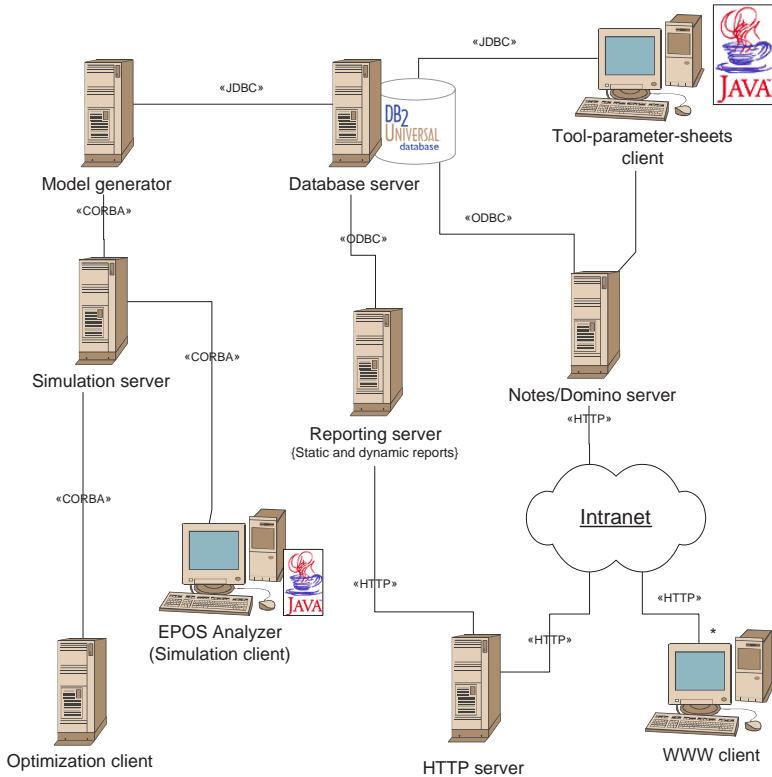 «JDBC»
JAVA
«JDBC»
DB2
UNIVERSAL
database
Tool-parameter-sheets
client
Model generator
Database server
«CORBA»
«ODBC»
«ODBC»
«CORBA»
Simulation server
Notes/Domino server
«HTTP»
Reporting server
{Static and dynamic reports}
«CORBA»
Intranet
JAVA
«HTTP»
«HTTP»
EPOS Analyzer
(Simulation client)
«HTTP»
*
Optimization client
HTTP server
WWW client